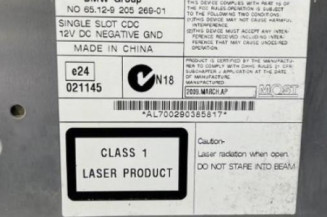 BMW Group
NO 65.12-9 205 269-01
SINGLE SLOT CDC
12V DC NEGATIVE GND
MADE IN CHINA
e24
021145
N18
THIS DEVICE COMPLIES WITH PART 15 OF
THE FCC RULES OPERATION IS SUBJECT
TO THE FOLLOWING TWO CONDITIONS.
(1)THIS DEVICE MAY NOT CAUSE HARMFUL
INTERFERENCE.
(2)THIS DEVICE MUST ACCEPT ANY INTER-
FERENCE RECEIVED INCLUDING INTER-
FERENCE THAT MAY CAUSE UNDESIRED
OPERATION.
PRODUCT IS CERTIFIED BY THE MANUFACTU-
RER TO COMPLY WITH DHHS RULES 21 CFR
SUBCHAPTER J APPLICATION AT THE DATE
OF MANUFACTURE.
MANUFACTURED:
2009.MARCH.AP
MOST
*AL700290385817*
CLASS 1
LASER PRODUCT
Caution-
Laser radiation when open.
DO NOT STARE INTO BEAM